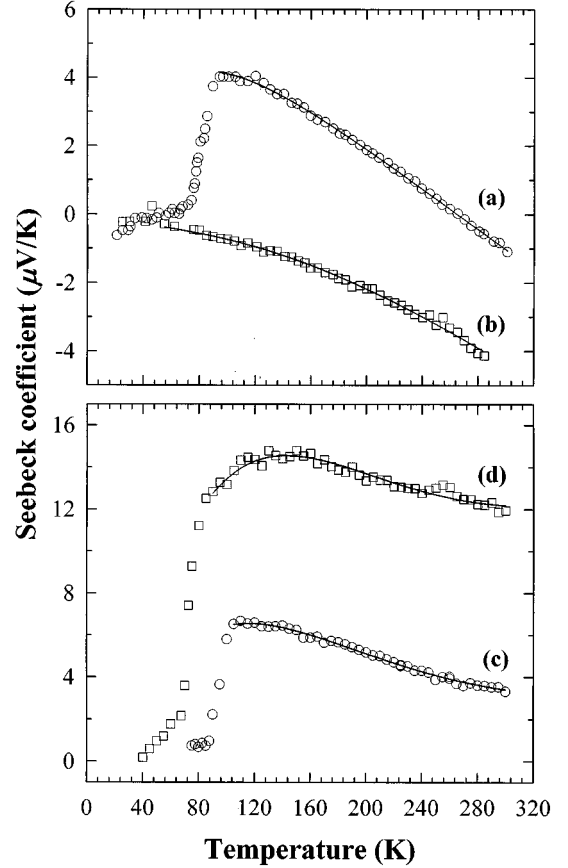 6
4
2
0
-2
-4
(a)
(b)
16
12
8
4
0
(d)
(c)
0 40 80 120 160 200 240 280 320
Temperature (K)
Seebeck coefficient (μV/K)